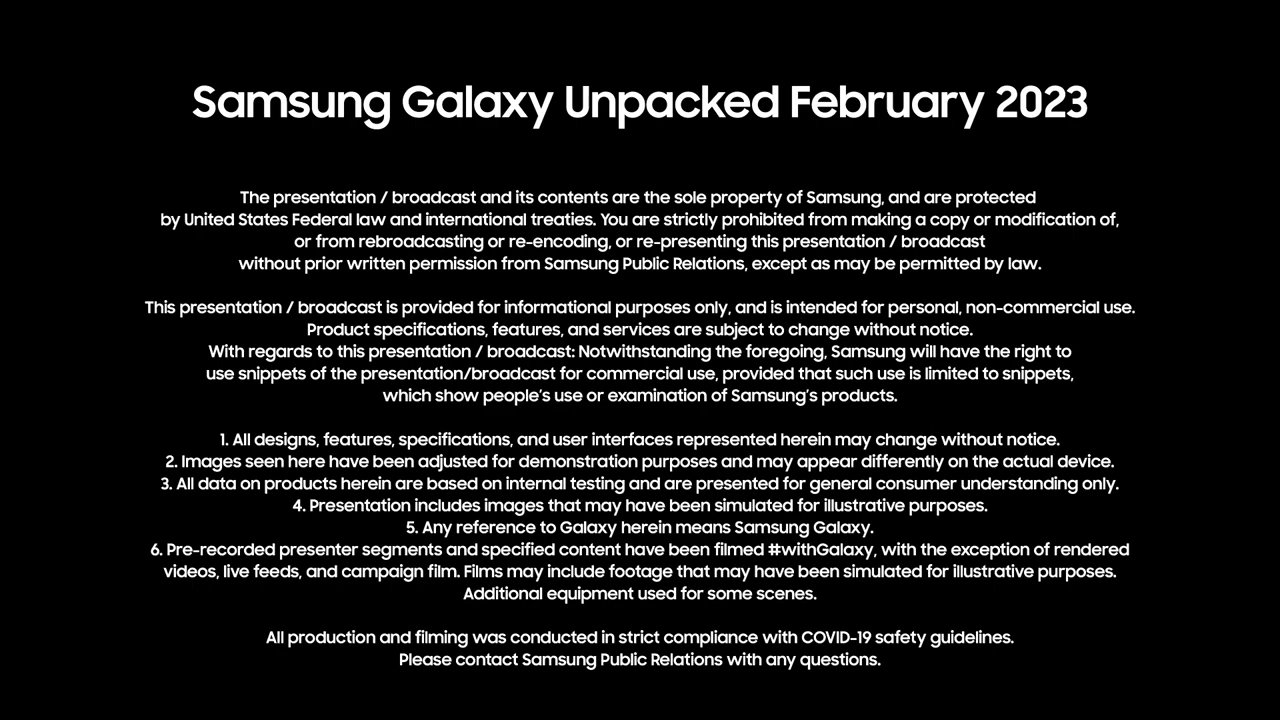 Samsung Galaxy Unpacked February 2023
The presentation / broadcast and its contents are the sole property of Samsung, and are protected
by United States Federal law and international treaties. You are strictly prohibited from making a copy or modification of,
or from rebroadcasting or re-encoding, or re-presenting this presentation / broadcast
without prior written permission from Samsung Public Relations, except as may be permitted by law.
This presentation / broadcast is provided for informational purposes only, and is intended for personal, non-commercial use.
Product specifications, features, and services are subject to change without notice.
With regards to this presentation / broadcast: Notwithstanding the foregoing, Samsung will have the right to
use snippets of the presentation/broadcast for commercial use, provided that such use is limited to snippets,
which show people's use or examination of Samsung's products.
1. All designs, features, specifications, and user interfaces represented herein may change without notice.
2. Images seen here have been adjusted for demonstration purposes and may appear differently on the actual device.
3. All data on products herein are based on internal testing and are presented for general consumer understanding only.
4. Presentation includes images that may have been simulated for illustrative purposes.
5. Any reference to Galaxy herein means Samsung Galaxy.
6. Pre-recorded presenter segments and specified content have been filmed #withGalaxy, with the exception of rendered
videos, live feeds, and campaign film. Films may include footage that may have been simulated for illustrative purposes.
Additional equipment used for some scenes.
All production and filming was conducted in strict compliance with COVID-19 safety guidelines.
Please contact Samsung Public Relations with any questions.